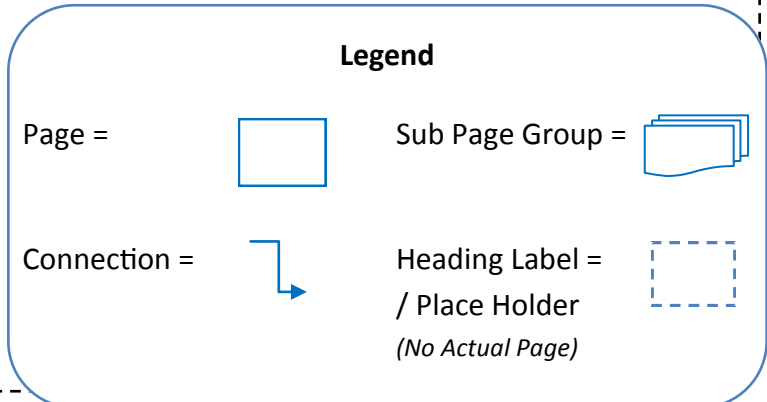 Legend
Page =
Sub Page Group =
Connection =
Heading Label =
/ Place Holder
(No Actual Page)